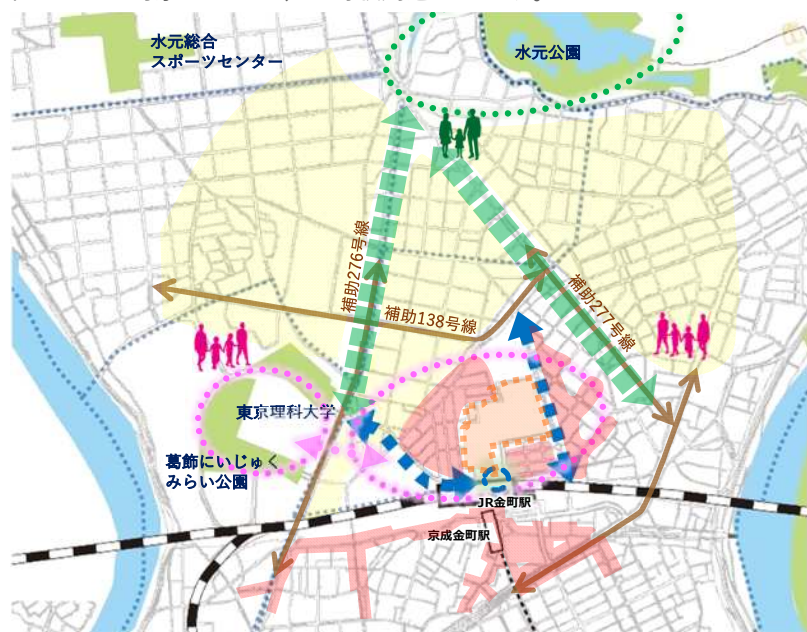 水元総合
スポーツセンター
水元公園
補助276号線
補助138号線
補助277号線
東京理科大学
葛飾にいじゅく
みらい公園
JR金町駅
京成金町駅